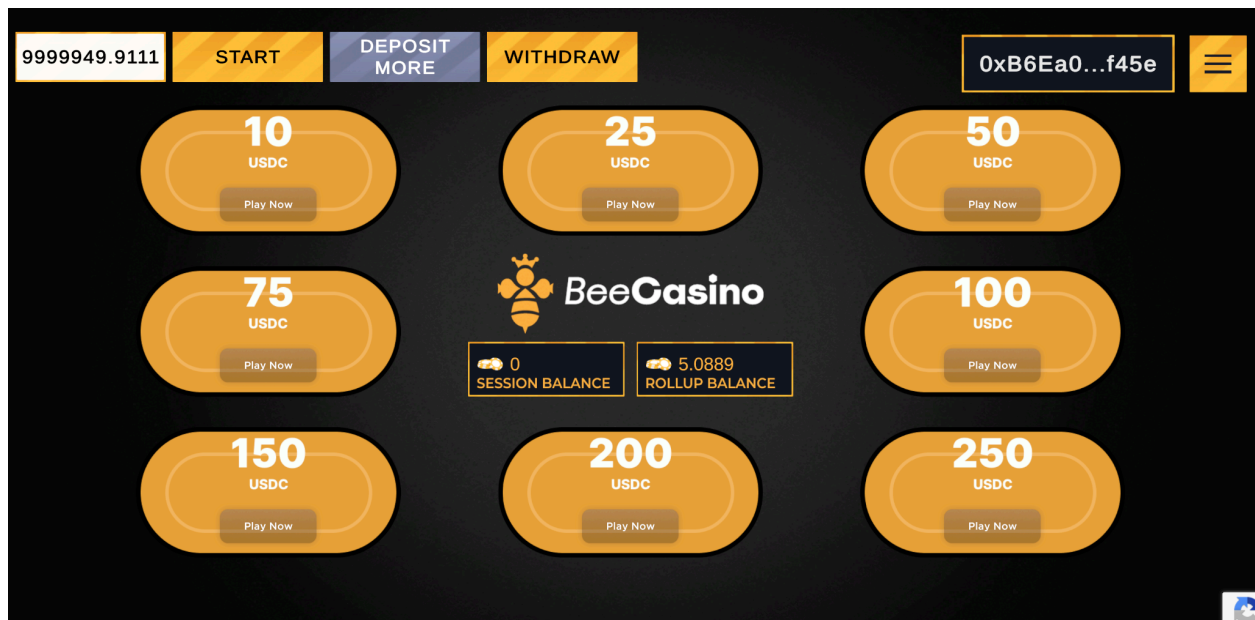 9999949.9111
START
DEPOSIT
MORE
WITHDRAW
0xB6Ea0...f45e
10
USDC
Play Now
25
USDC
Play Now
50
USDC
Play Now
75
USDC
Play Now
BeeCasino
0
SESSION BALANCE
5.0889
ROLLUP BALANCE
100
USDC
Play Now
150
USDC
Play Now
200
USDC
Play Now
250
USDC
Play Now